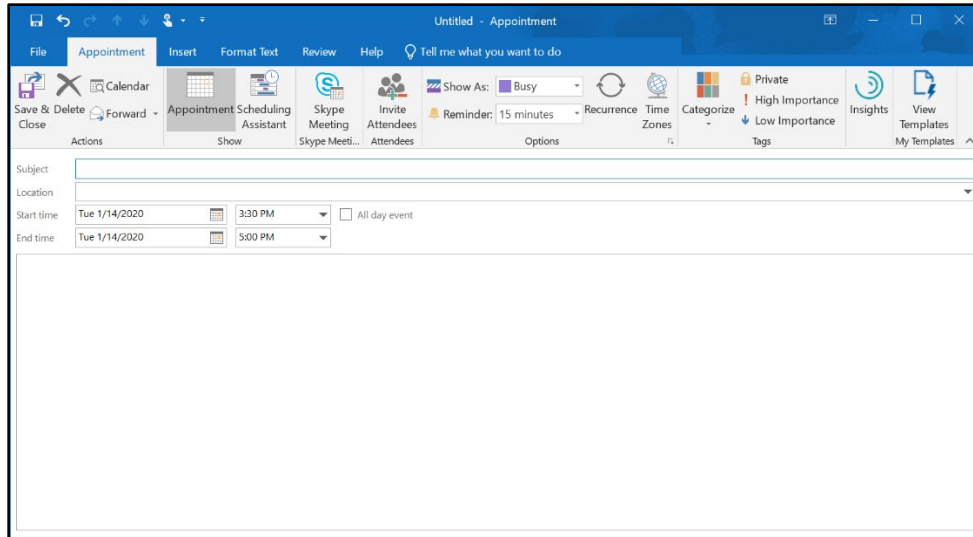 Untitled - Appointment
File Appointment Insert Format Text Review Help Tell me what you want to do
Save & Close
Delete
Calendar
Forward
Actions
Appointment
Scheduling Assistant
Show
Skype Meeting
Skype Meeti...
Invite Attendees
Attendees
Show As: Busy
Reminder: 15 minutes
Recurrence
Time Zones
Options
Categorize
Private
High Importance
Low Importance
Tags
Insights
View Templates
My Templates
Subject
Location
Start time Tue 1/14/2020 3:30 PM All day event
End time Tue 1/14/2020 5:00 PM